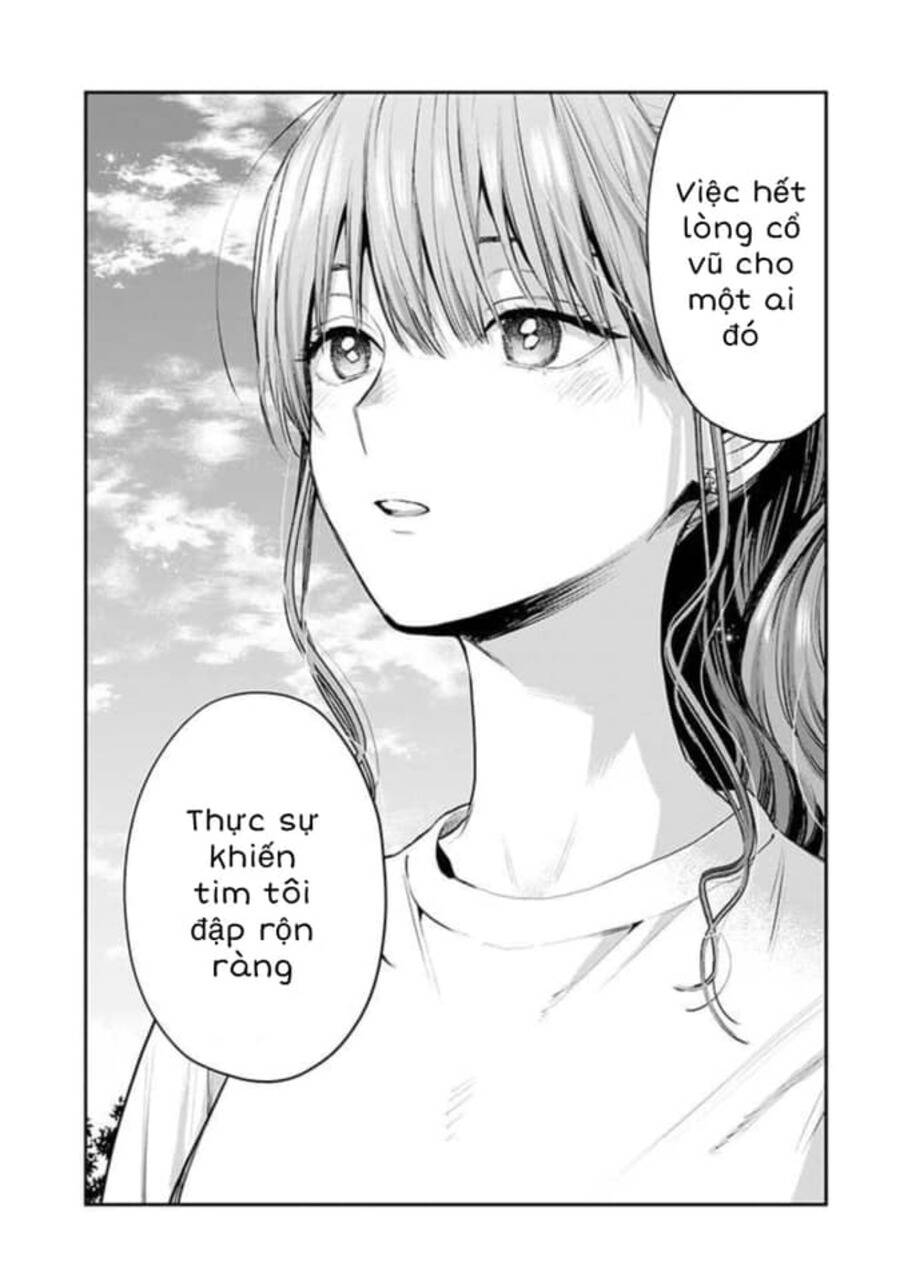 Việc hết
lòng cổ
vũ cho
một ai
đó
Thực sự
khiến
tim tôi
đập rộn
ràng